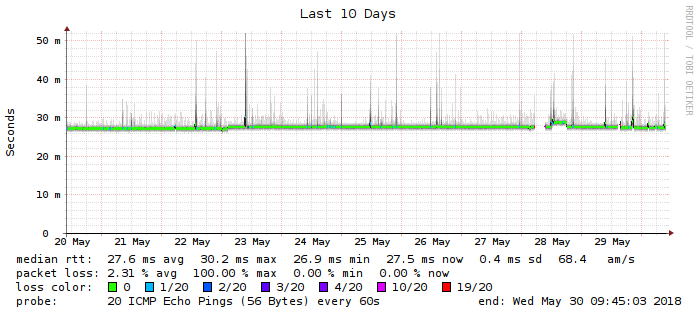 Last 10 Days
RRDTOOL / TOBI OETIKER
Seconds
50 m
40 m
30 m
20 m
10 m
0
20 May 21 May 22 May 23 May 24 May 25 May 26 May 27 May 28 May 29 May
median rtt: 27.6 ms avg 30.2 ms max 26.9 ms min 27.5 ms now 0.4 ms sd 68.4 am/s
packet loss: 2.31 % avg 100.00 % max 0.00 % min 0.00 % now
loss color: 0 1/20 2/20 3/20 4/20 10/20 19/20
probe: 20 ICMP Echo Pings (56 Bytes) every 60s end: Wed May 30 09:45:03 2018